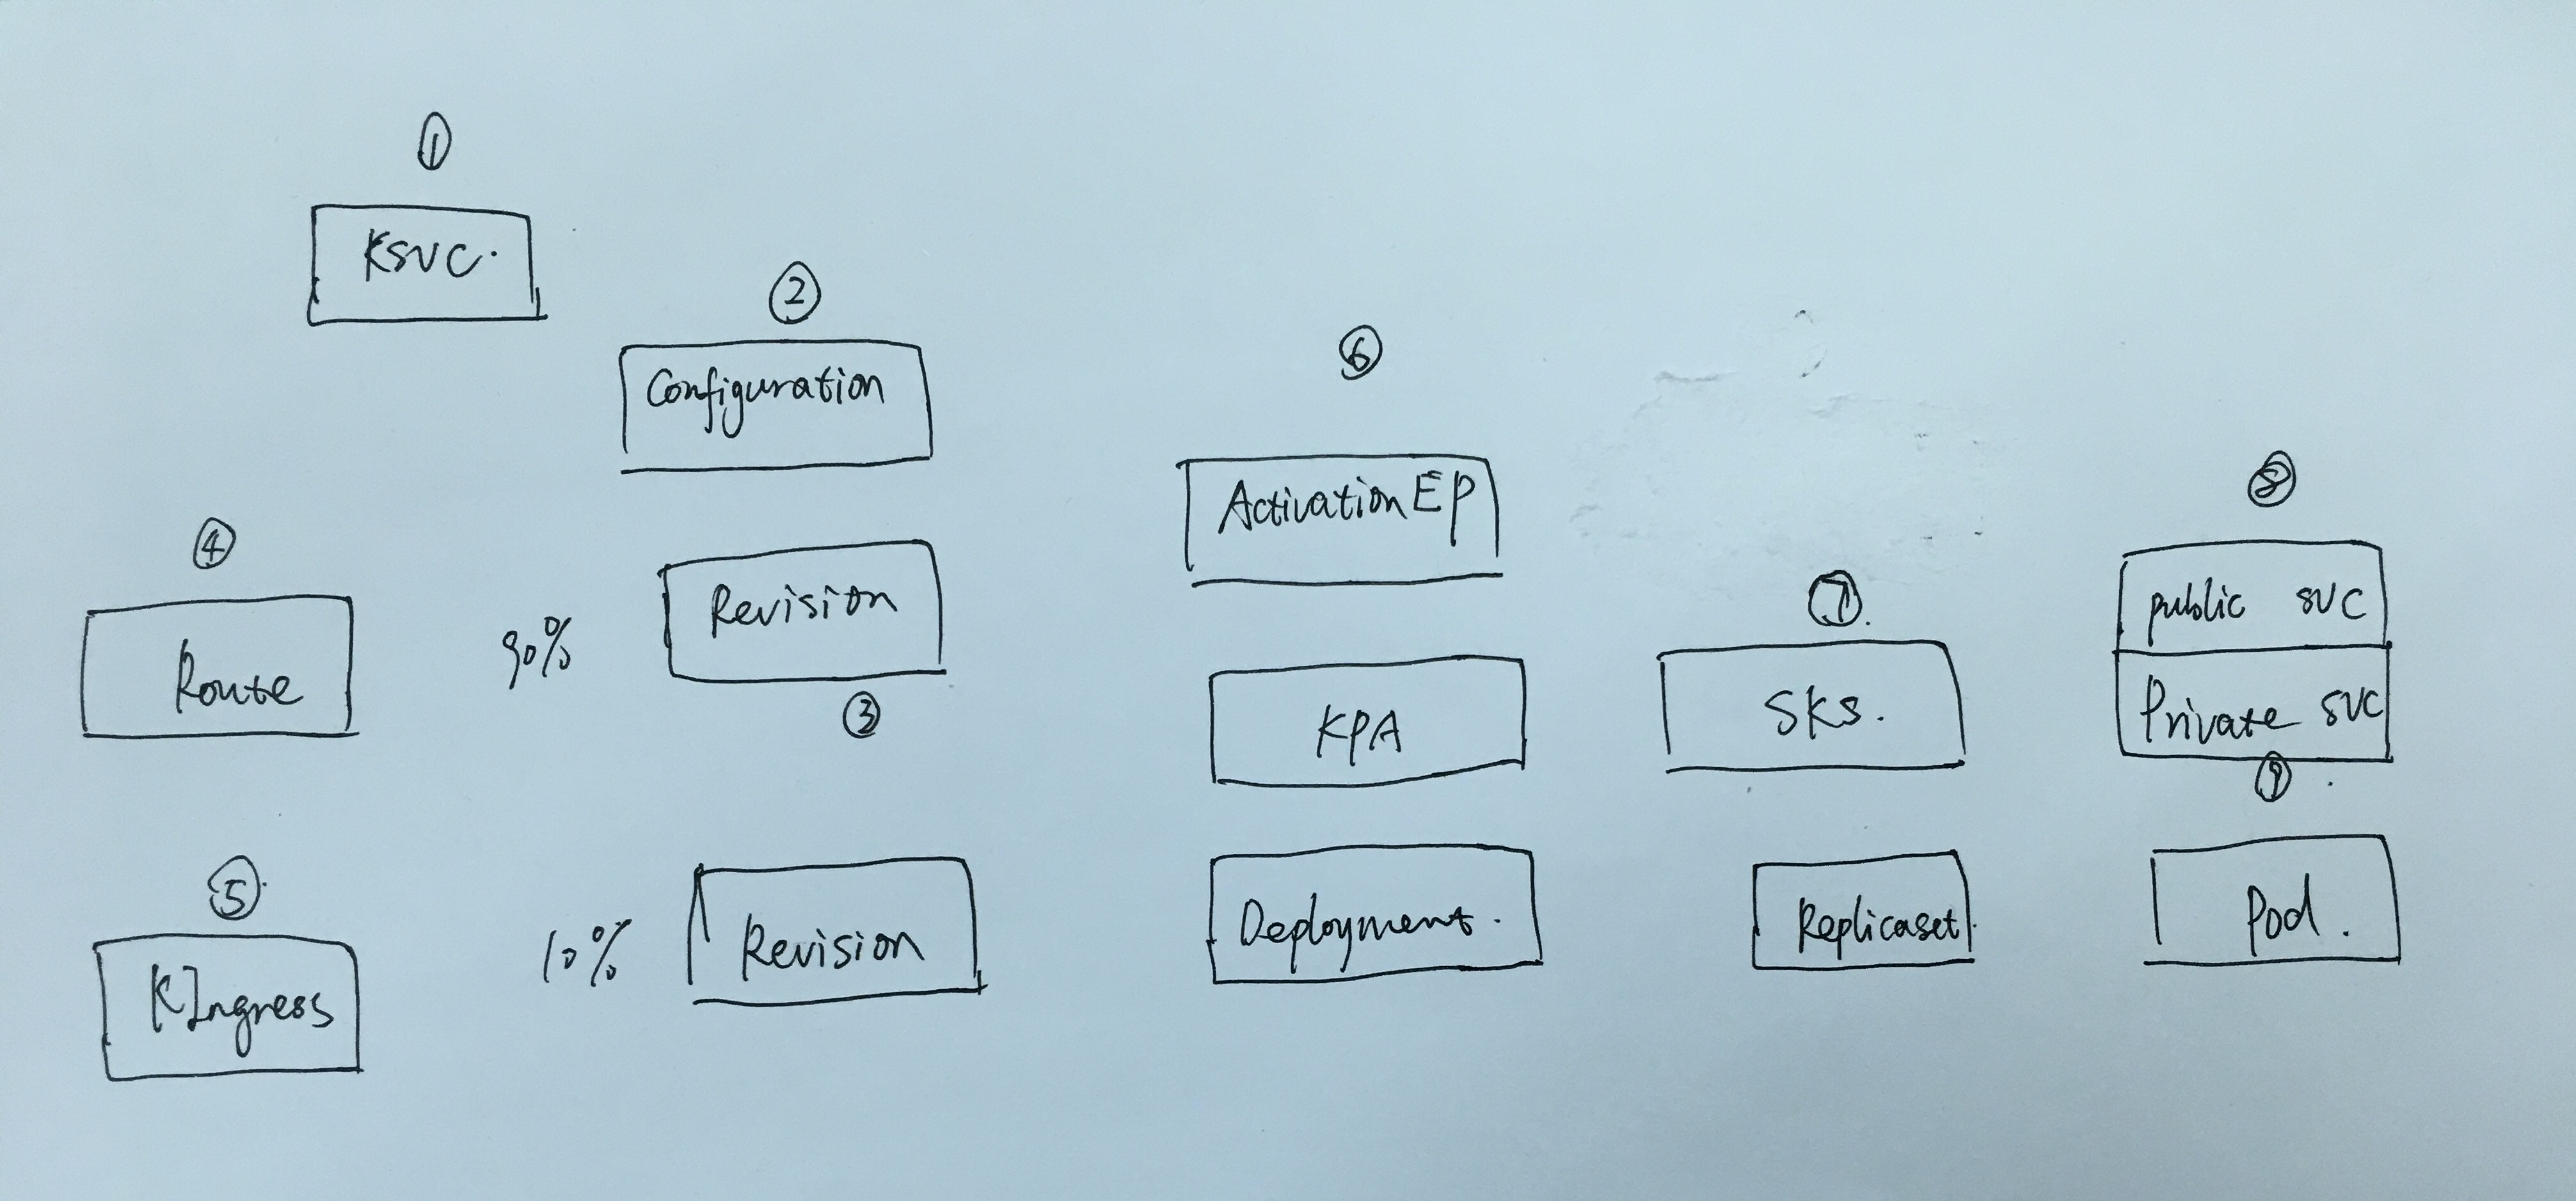 ①
KSVC.
②
Configuration
⑥
ActivationEP
④
Route
90%
Revision
③
KPA
⑦.
SKS.
⑧
public svc
Private svc
⑨
⑤
KIngress
10%
Revision
Deployment.
Replicaset
Pod.